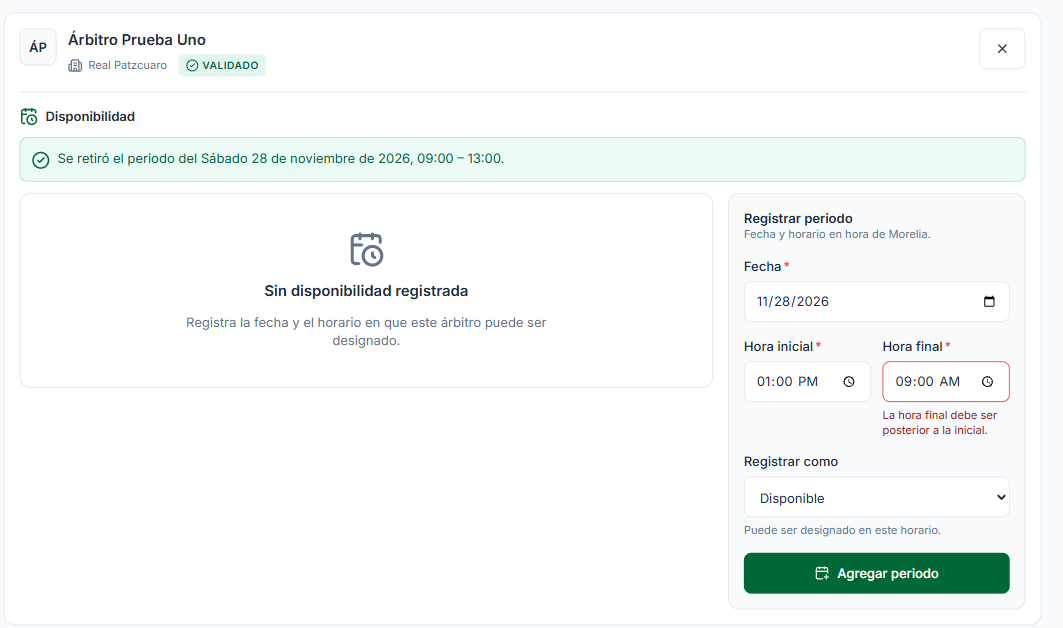 ÁP
Árbitro Prueba Uno
Real Patzcuaro
VALIDADO
Disponibilidad
Se retiró el periodo del Sábado 28 de noviembre de 2026, 09:00 – 13:00.
Sin disponibilidad registrada
Registra la fecha y el horario en que este árbitro puede ser
designado.
Registrar periodo
Fecha y horario en hora de Morelia.
Fecha*
11/28/2026
Hora inicial* Hora final*
01:00 PM 09:00 AM
La hora final debe ser
posterior a la inicial.
Registrar como
Disponible
Puede ser designado en este horario.
Agregar periodo